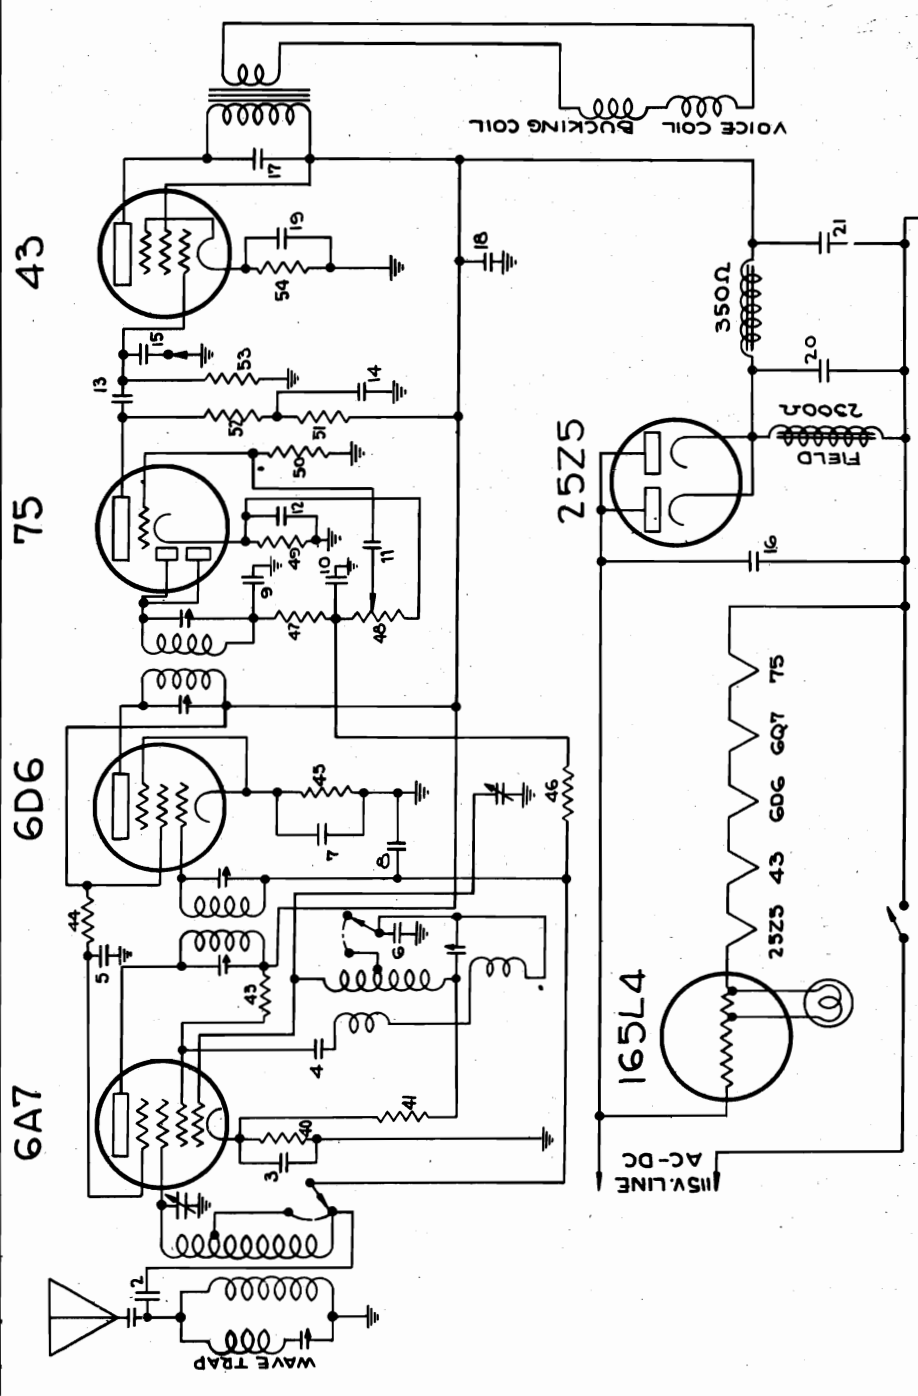 43
75
6D6
6A7
VOICE COIL
BUCKING COIL
17
19
54
18
15
13
53
14
52
51
50
12
49
11
10
9
47
48
45
7
8
46
44
5
6
43
4
41
40
3
2
WAVE TRAP
350Ω
21
20
25Z5
2500Ω
FIELD
16
75
6Q7
6D6
43
25Z5
165L4
115V. LINE
AC-DC